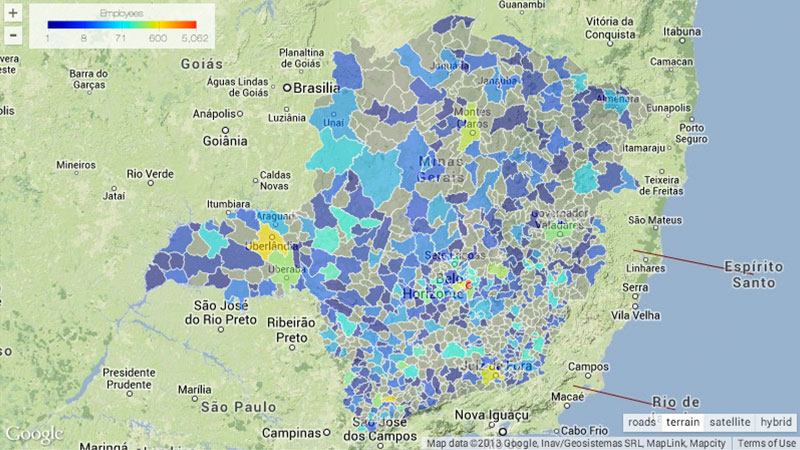 Employees
1 8 71 600 5,062
+
-
Guanambi
Vitória da
Conquista
Itabuna
Camacan
Planaltina
de Goiás
Goiás
Barra do
Garças
Águas Lindas
de Goiás
Brasilia
Januária
Janaúba
Almenara
Eunapolis
Anápolis
Luziânia
Unaí
Montes
Claros
Porto
Seguro
Goiânia
Itamaraju
Mineiros
Rio Verde
Caldas
Novas
Minas
Gerais
Teixeira
de Freitas
Jataí
Itumbiara
Araguari
Governador
Valadares
São Mateus
Uberlândia
Sete Lagoas
Uberaba
Belo
Horizonte
Linhares
Espírito
Santo
Serra
Vila Velha
São José
do Rio Preto
Ribeirão
Preto
Juiz de Fora
Campos
Presidente
Prudente
Marília
Macaé
Rio de
São Paulo
Nova Iguaçu
São José
dos Campos
Campinas
Cabo Frio
Maringá
roads terrain satellite hybrid
Google
Map data ©2013 Google, Inav/Geosistemas SRL, MapLink, Mapcity Terms of Use